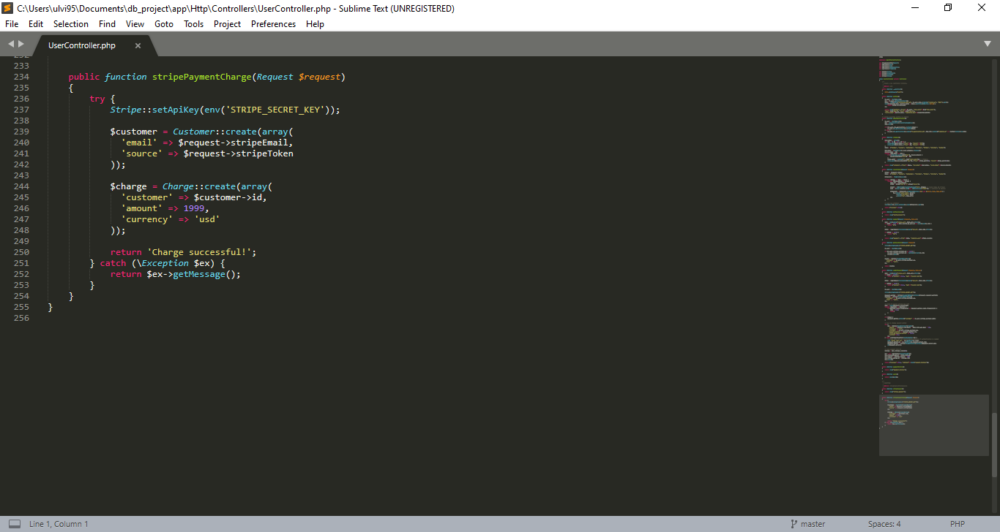 C:\Users\ulvi95\Documents\db_project\app\Http\Controllers\UserController.php - Sublime Text (UNREGISTERED)
File Edit Selection Find View Goto Tools Project Preferences Help
UserController.php
232
233
234 public function stripePaymentCharge(Request $request)
235 {
236 try {
237 Stripe::setApiKey(env('STRIPE_SECRET_KEY'));
238
239 $customer = Customer::create(array(
240 'email' => $request->stripeEmail,
241 'source' => $request->stripeToken
242 ));
243
244 $charge = Charge::create(array(
245 'customer' => $customer->id,
246 'amount' => 1999,
247 'currency' => 'usd'
248 ));
249
250 return 'Charge successful!';
251 } catch (\Exception $ex) {
252 return $ex->getMessage();
253 }
254 }
255 }
256
Line 1, Column 1 master Spaces: 4 PHP